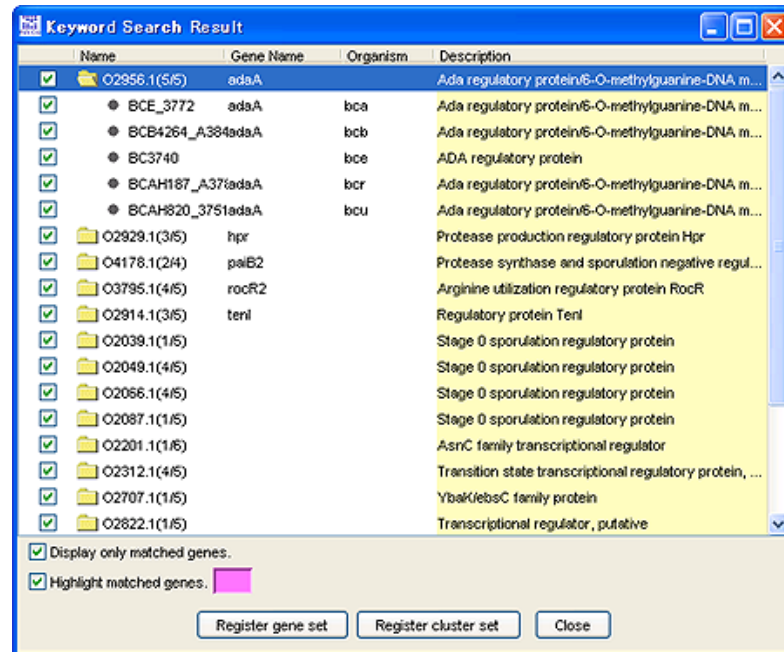 Keyword Search Result
Name Gene Name Organism Description
O2956.1(5/5) adaA Ada regulatory protein/6-O-methylguanine-DNA m...
BCE_3772 adaA bca Ada regulatory protein/6-O-methylguanine-DNA m...
BCB4264_A384adaA bcb Ada regulatory protein/6-O-methylguanine-DNA m...
BC3740 bce ADA regulatory protein
BCAH187_A378adaA bcr Ada regulatory protein/6-O-methylguanine-DNA m...
BCAH820_3751adaA bcu Ada regulatory protein/6-O-methylguanine-DNA m...
O2929.1(3/5) hpr Protease production regulatory protein Hpr
O4178.1(2/4) paiB2 Protease synthase and sporulation negative regul...
O3795.1(4/5) rocR2 Arginine utilization regulatory protein RocR
O2914.1(3/5) tenI Regulatory protein TenI
O2039.1(1/5) Stage 0 sporulation regulatory protein
O2049.1(4/5) Stage 0 sporulation regulatory protein
O2066.1(4/5) Stage 0 sporulation regulatory protein
O2087.1(1/5) Stage 0 sporulation regulatory protein
O2201.1(1/6) AsnC family transcriptional regulator
O2312.1(4/5) Transition state transcriptional regulatory protein, ...
O2707.1(1/5) YbaK/ebsC family protein
O2822.1(1/5) Transcriptional regulator, putative
Display only matched genes.
Highlight matched genes.
Register gene set Register cluster set Close